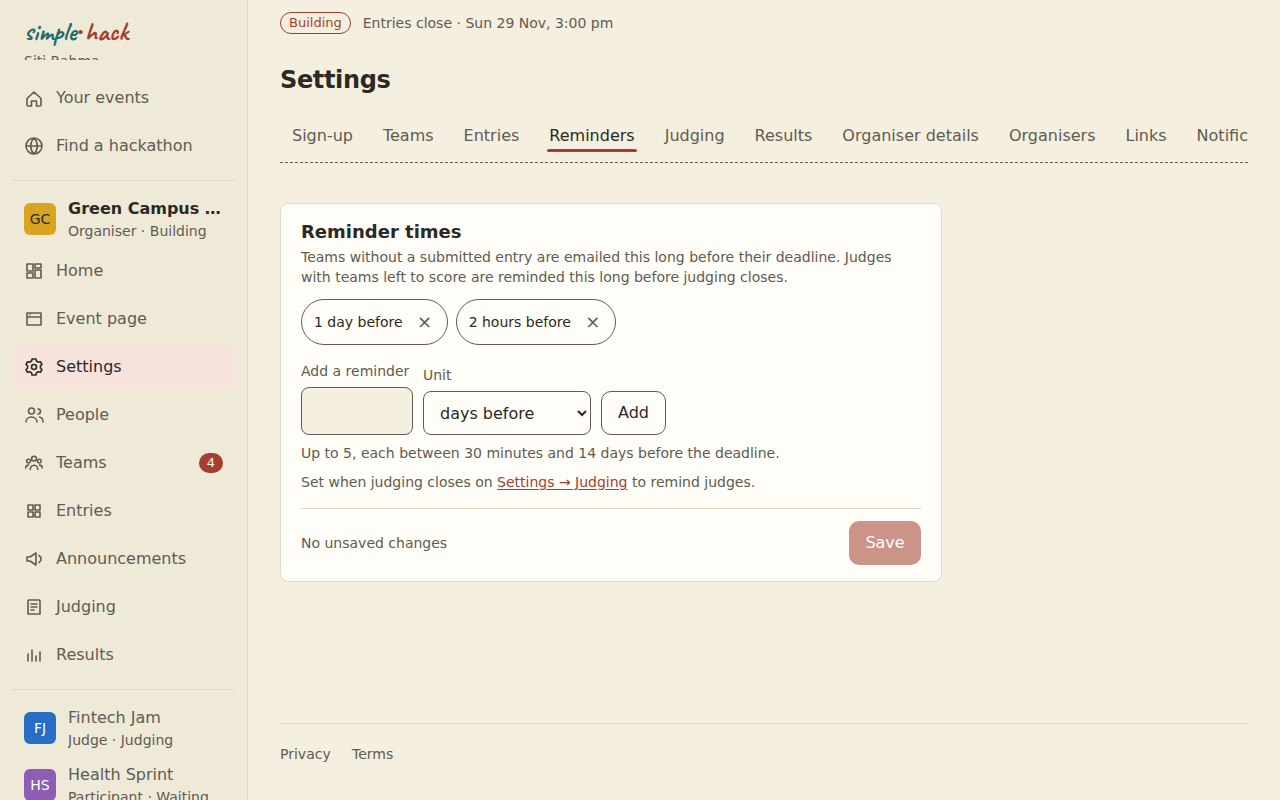 simple·hack
Siti Rahma
Your events
Find a hackathon
GC
Green Campus ...
Organiser · Building
Home
Event page
Settings
People
Teams
4
Entries
Announcements
Judging
Results
FJ
Fintech Jam
Judge · Judging
HS
Health Sprint
Participant · Waiting
Building
Entries close · Sun 29 Nov, 3:00 pm
Settings
Sign-up
Teams
Entries
Reminders
Judging
Results
Organiser details
Organisers
Links
Notific
Reminder times
Teams without a submitted entry are emailed this long before their deadline. Judges
with teams left to score are reminded this long before judging closes.
1 day before ×
2 hours before ×
Add a reminder
Unit
days before
Add
Up to 5, each between 30 minutes and 14 days before the deadline.
Set when judging closes on Settings → Judging to remind judges.
No unsaved changes
Save
Privacy
Terms